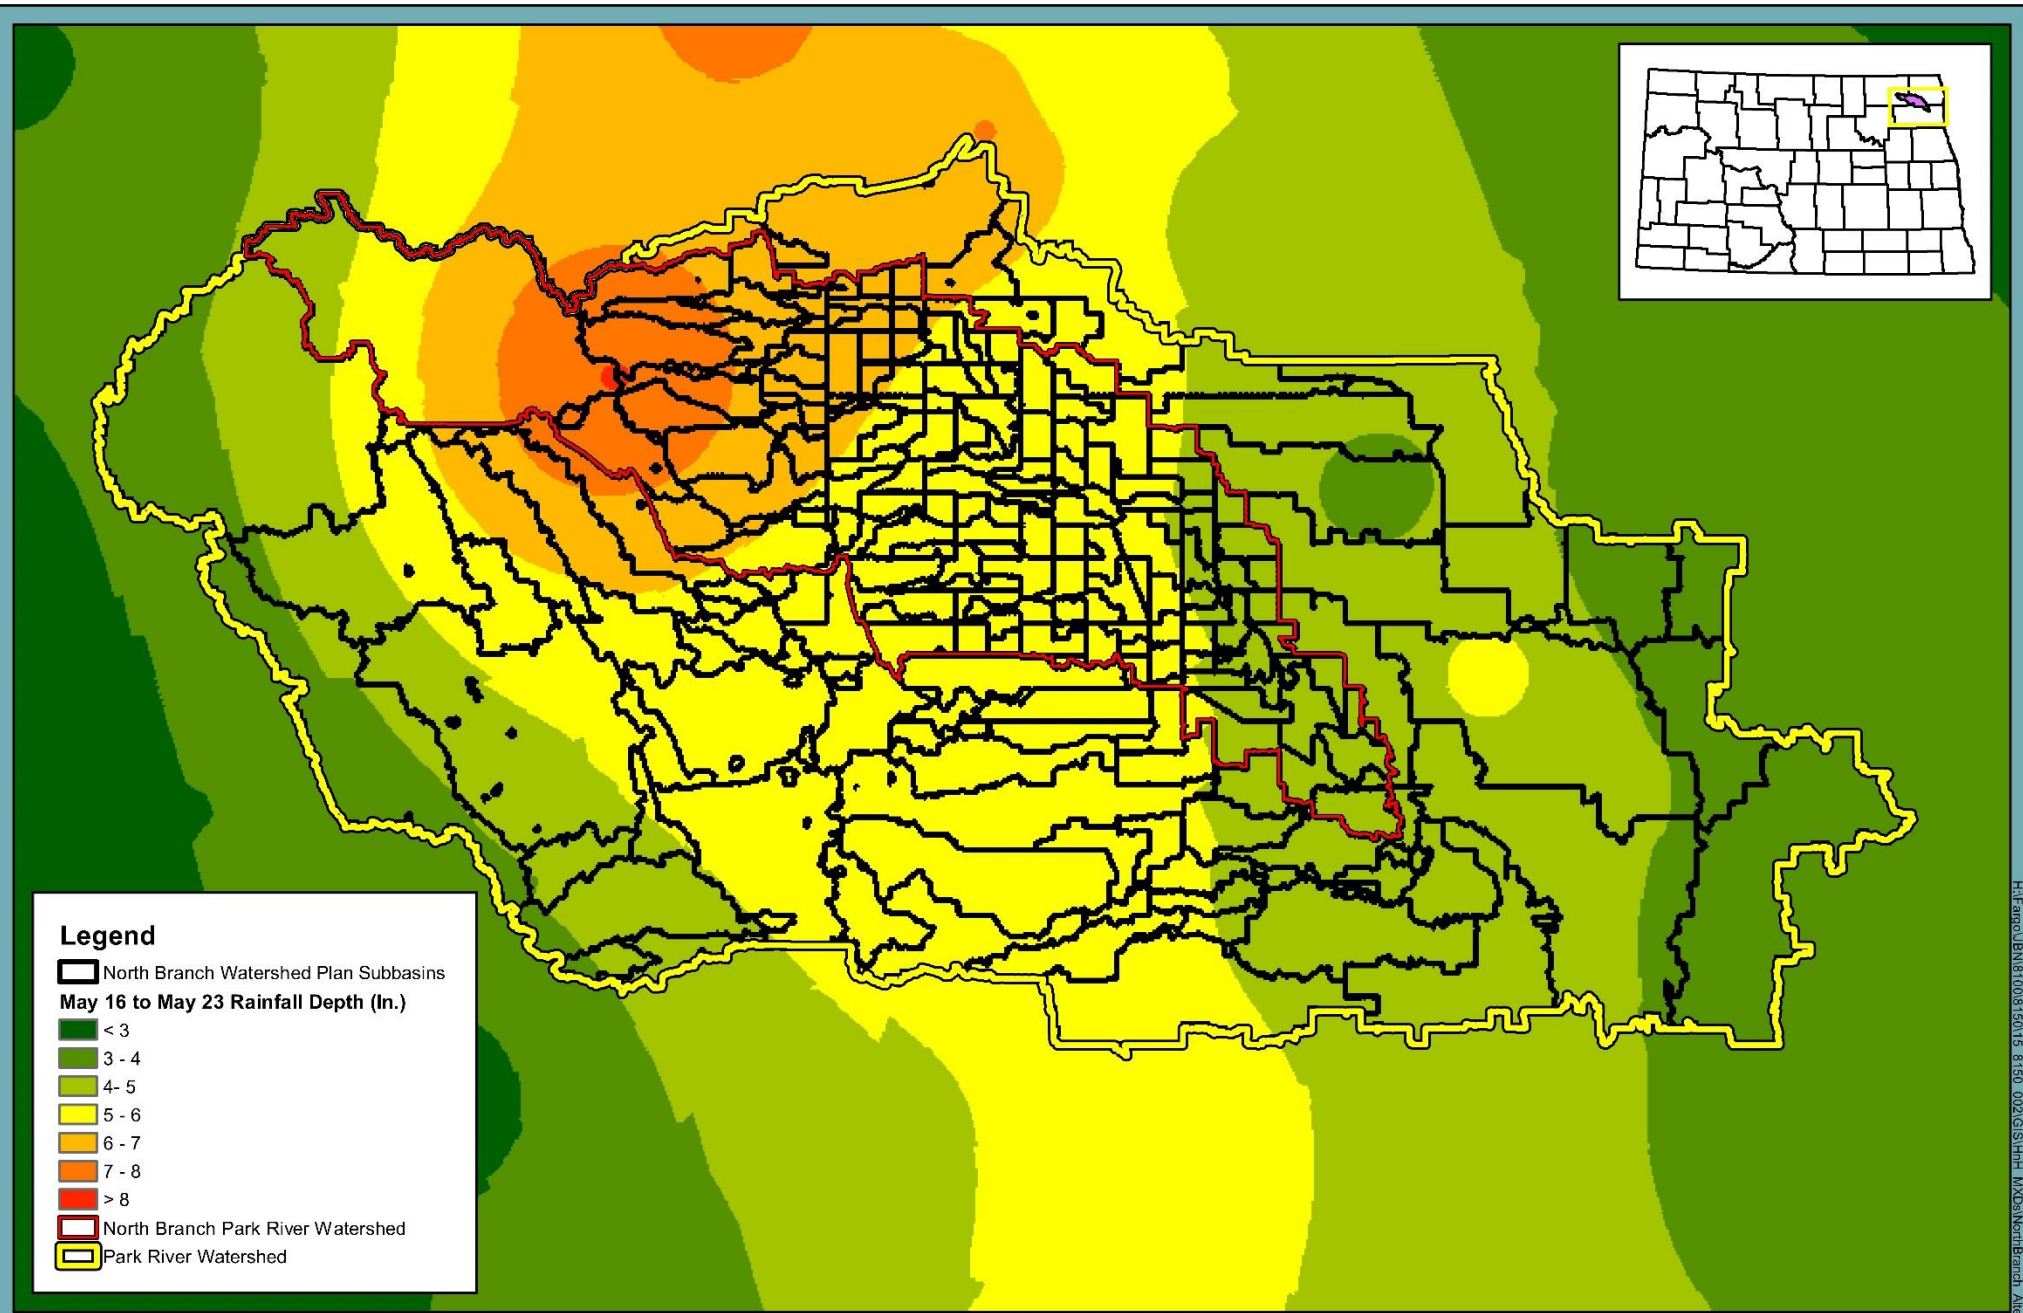 Legend
North Branch Watershed Plan Subbasins
May 16 to May 23 Rainfall Depth (In.)
< 3
3 - 4
4- 5
5 - 6
6 - 7
7 - 8
> 8
North Branch Park River Watershed
Park River Watershed